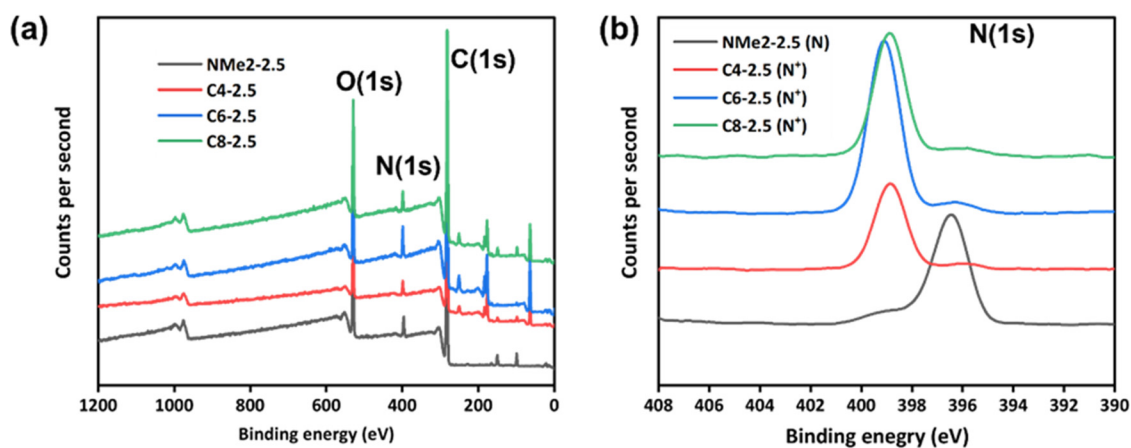 (a)
NMe2-2.5
C4-2.5
C6-2.5
C8-2.5
O(1s)
N(1s)
C(1s)
Counts per second
1200 1000 800 600 400 200 0
Binding enegry (eV)
(b)
NMe2-2.5 (N)
C4-2.5 (N⁺)
C6-2.5 (N⁺)
C8-2.5 (N⁺)
N(1s)
Counts per second
408 406 404 402 400 398 396 394 392 390
Binding enegry (eV)